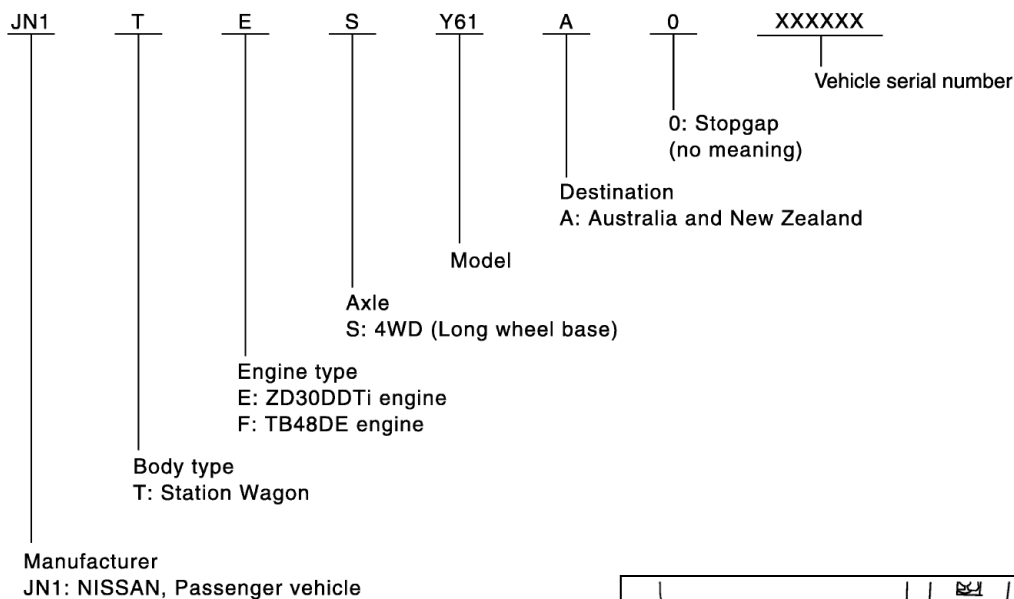 JN1 T E S Y61 A 0 XXXXXX
Vehicle serial number
0: Stopgap
(no meaning)
Destination
A: Australia and New Zealand
Model
Axle
S: 4WD (Long wheel base)
Engine type
E: ZD30DDTi engine
F: TB48DE engine
Body type
T: Station Wagon
Manufacturer
JN1: NISSAN, Passenger vehicle